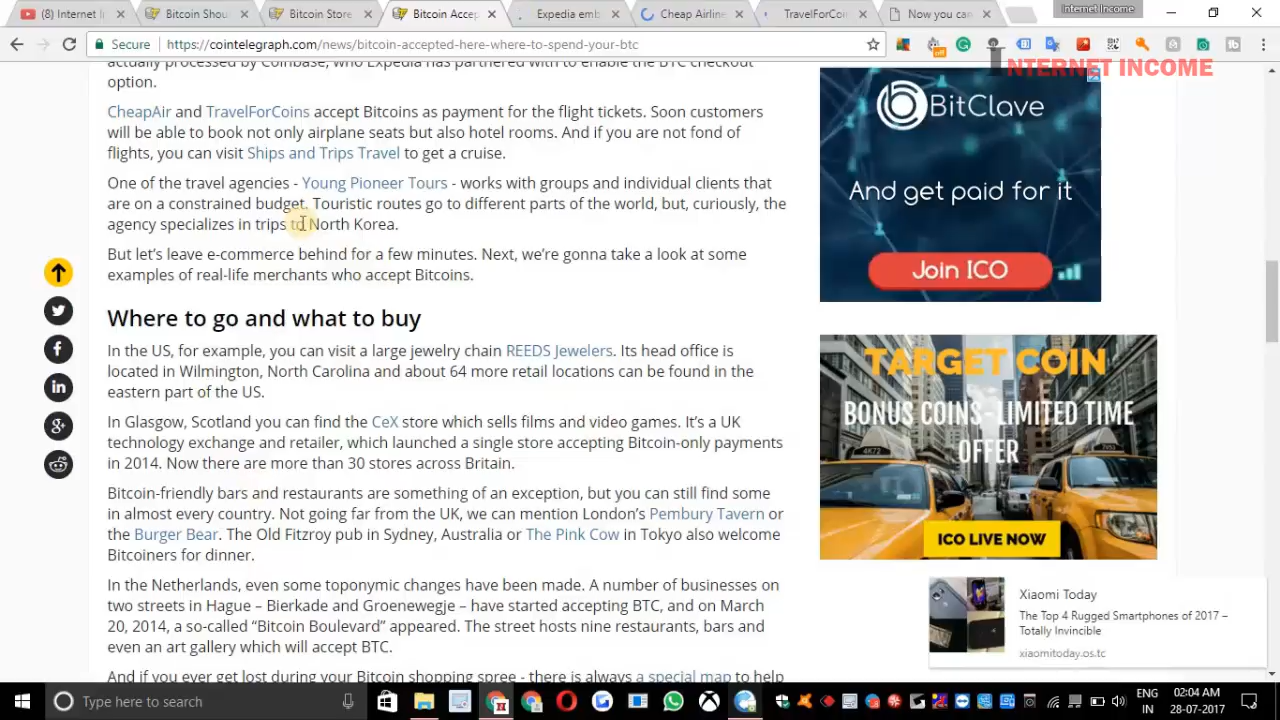 (1) Internet Income
Bitcoin Shou
Bitcoin Store
Bitcoin Accep
Expedia emb
Cheap Airline
TravelForCoin
Now you can
Internet Income
Secure
https://cointelegraph.com/news/bitcoin-accepted-here-where-to-spend-your-btc
INTERNET INCOME
actually processed by Coinbase, who Expedia has partnered with to enable the BTC checkout
option.
CheapAir and TravelForCoins accept Bitcoins as payment for the flight tickets. Soon customers
will be able to book not only airplane seats but also hotel rooms. And if you are not fond of
flights, you can visit Ships and Trips Travel to get a cruise.
One of the travel agencies - Young Pioneer Tours - works with groups and individual clients that
are on a constrained budget. Touristic routes go to different parts of the world, but, curiously, the
agency specializes in trips to North Korea.
But let's leave e-commerce behind for a few minutes. Next, we're gonna take a look at some
examples of real-life merchants who accept Bitcoins.
Where to go and what to buy
In the US, for example, you can visit a large jewelry chain REEDS Jewelers. Its head office is
located in Wilmington, North Carolina and about 64 more retail locations can be found in the
eastern part of the US.
In Glasgow, Scotland you can find the CeX store which sells films and video games. It's a UK
technology exchange and retailer, which launched a single store accepting Bitcoin-only payments
in 2014. Now there are more than 30 stores across Britain.
Bitcoin-friendly bars and restaurants are something of an exception, but you can still find some
in almost every country. Not going far from the UK, we can mention London's Pembury Tavern or
the Burger Bear. The Old Fitzroy pub in Sydney, Australia or The Pink Cow in Tokyo also welcome
Bitcoiners for dinner.
In the Netherlands, even some toponymic changes have been made. A number of businesses on
two streets in Hague – Bierkade and Groenewegje – have started accepting BTC, and on March
20, 2014, a so-called "Bitcoin Boulevard" appeared. The street hosts nine restaurants, bars and
even an art gallery which will accept BTC.
And if you ever get lost during your Bitcoin shopping spree - there is always a special map to help
BitClave
And get paid for it
Join ICO
TARGET COIN
BONUS COINS-LIMITED TIME
OFFER
ICO LIVE NOW
Xiaomi Today
The Top 4 Rugged Smartphones of 2017 –
Totally Invincible
xiaomitoday.os.tc
Type here to search
ENG
IN
02:04 AM
28-07-2017